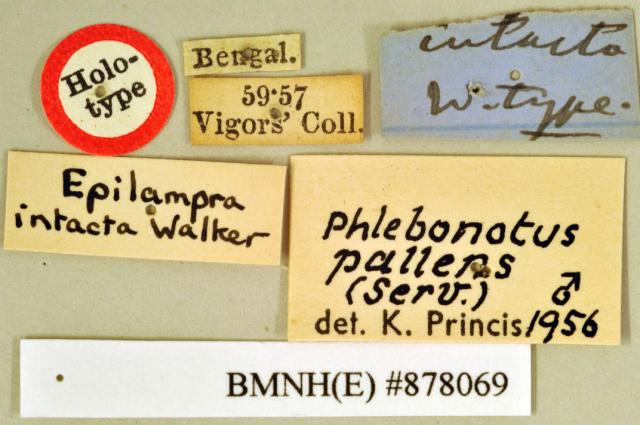 Holo-
type
Bengal.
59·57
Vigors' Coll.
intacta
W. type.
Epilampra
intacta Walker
Phlebonotus
pallens
(Serv.) ♂
det. K. Princis 1956
BMNH(E) #878069